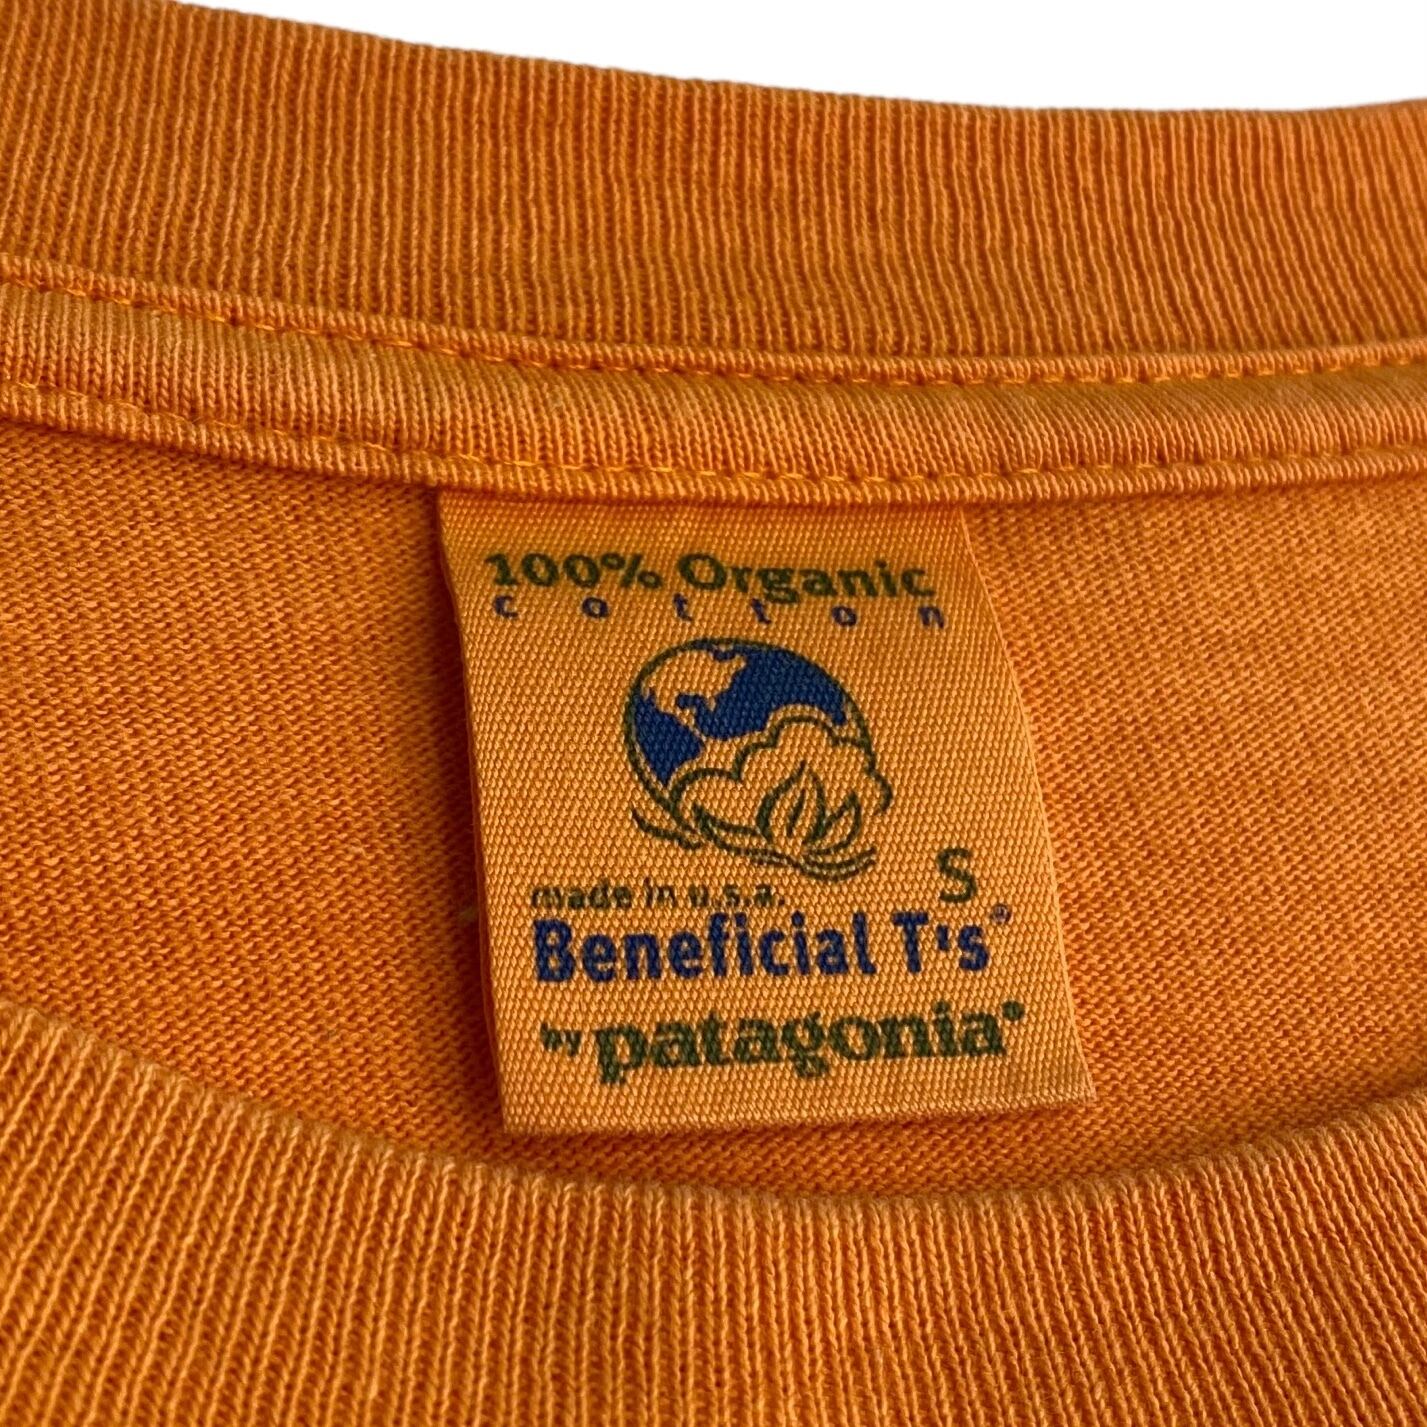 100% Organic
cotton
S
made in u.s.a.
Beneficial T's®
by patagonia®